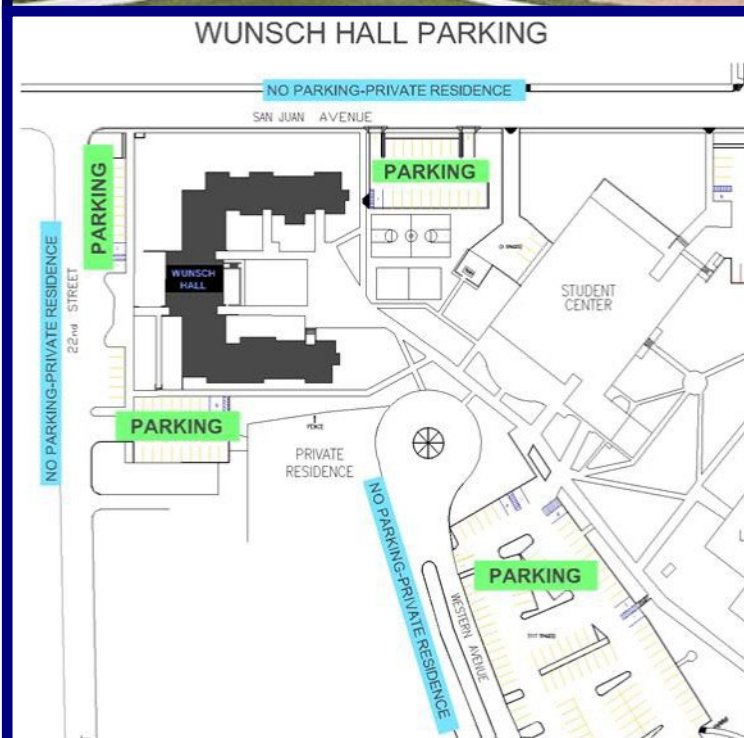 WUNSCH HALL PARKING
NO PARKING-PRIVATE RESIDENCE
SAN JUAN AVENUE
PARKING
PARKING
NO PARKING-PRIVATE RESIDENCE
22nd STREET
WUNSCH
HALL
STUDENT
CENTER
PARKING
FENCE
PRIVATE
RESIDENCE
NO PARKING-PRIVATE RESIDENCE
WESTERN AVENUE
PARKING